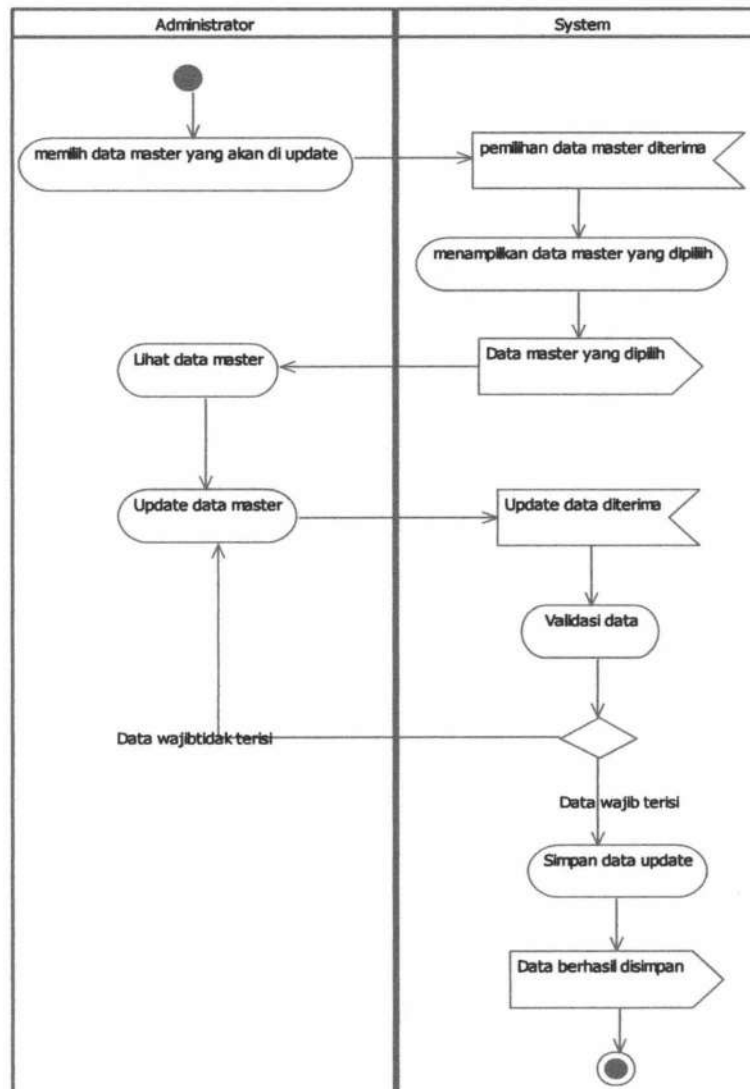 Administrator
System
memilih data master yang akan di update
pemilihan data master diterima
menampilkan data master yang dipiliih
Data master yang dipilih
Lihat data master
Update data master
Update data diterima
Validasi data
Data wajibtidak terisi
Data wajib terisi
Simpan data update
Data berhasil disimpan